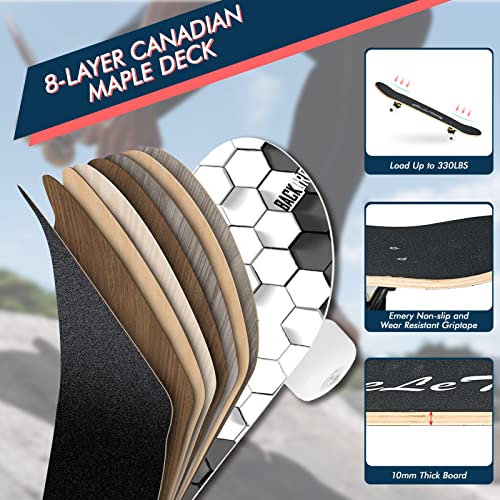 8-LAYER CANADIAN
MAPLE DECK
Load Up to 330LBS
Emery Non-slip and
Wear Resistant Griptape
10mm Thick Board